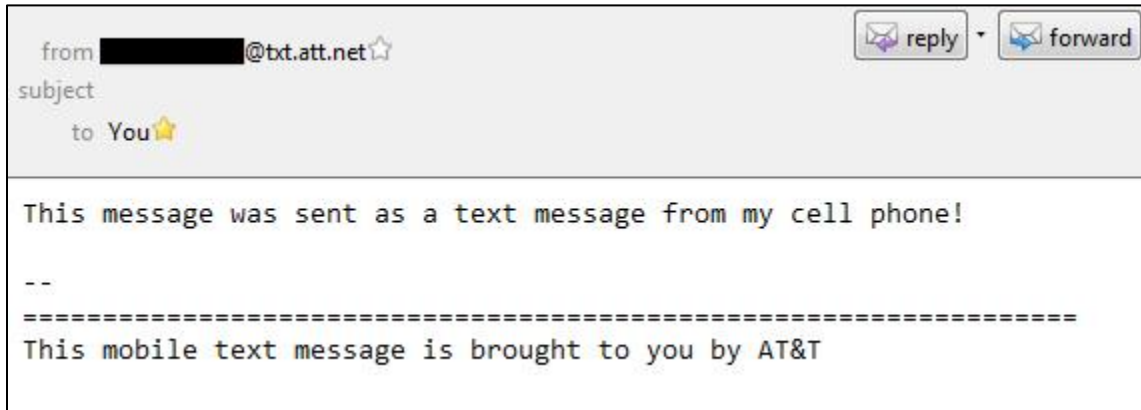 from @txt.att.net
reply forward
subject
to You
This message was sent as a text message from my cell phone!
--
==================================================================
This mobile text message is brought to you by AT&T